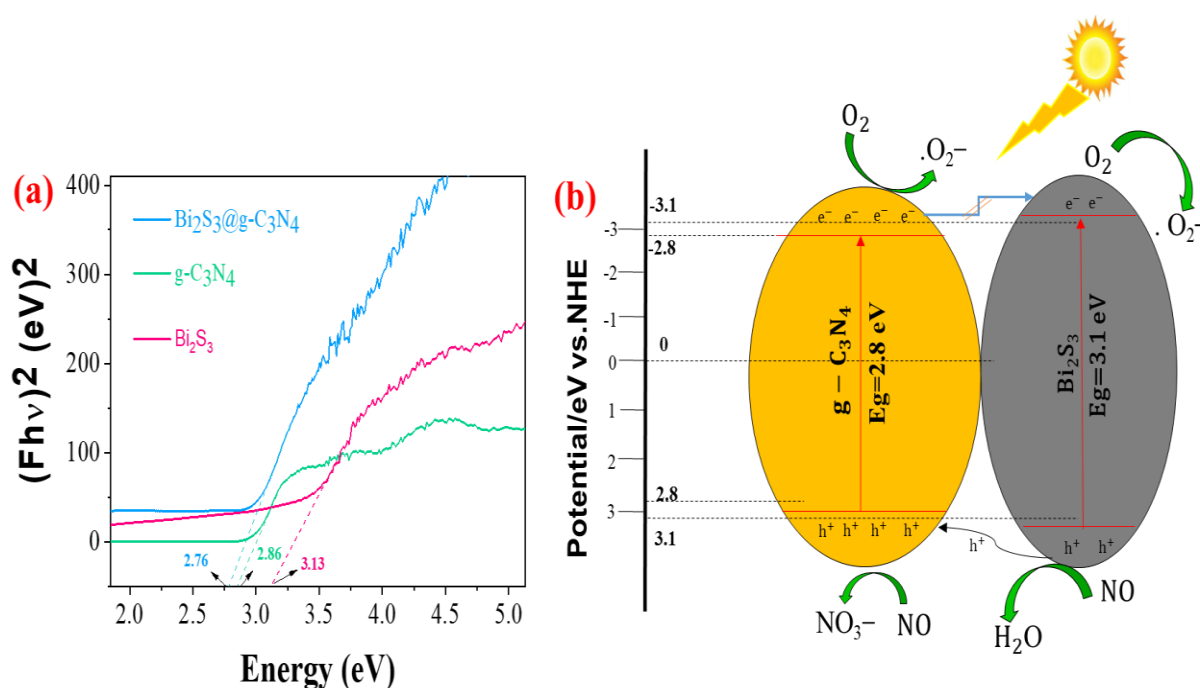 (a)
(Fhν)2 (eV)2
400
300
200
100
0
Bi2S3@g-C3N4
g-C3N4
Bi2S3
2.76
2.86
3.13
2.0 2.5 3.0 3.5 4.0 4.5 5.0
Energy (eV)
(b)
Potential/eV vs.NHE
-3.1
-3
-2.8
-2
-1
0
0
1
2
2.8
3
3.1
O2
.O2−
O2
. O2−
e− e− e− e−
e− e−
g − C3N4
Eg=2.8 eV
Bi2S3
Eg=3.1 eV
h+ h+ h+ h+
h+
h+ h+
NO3− NO
H2O
NO